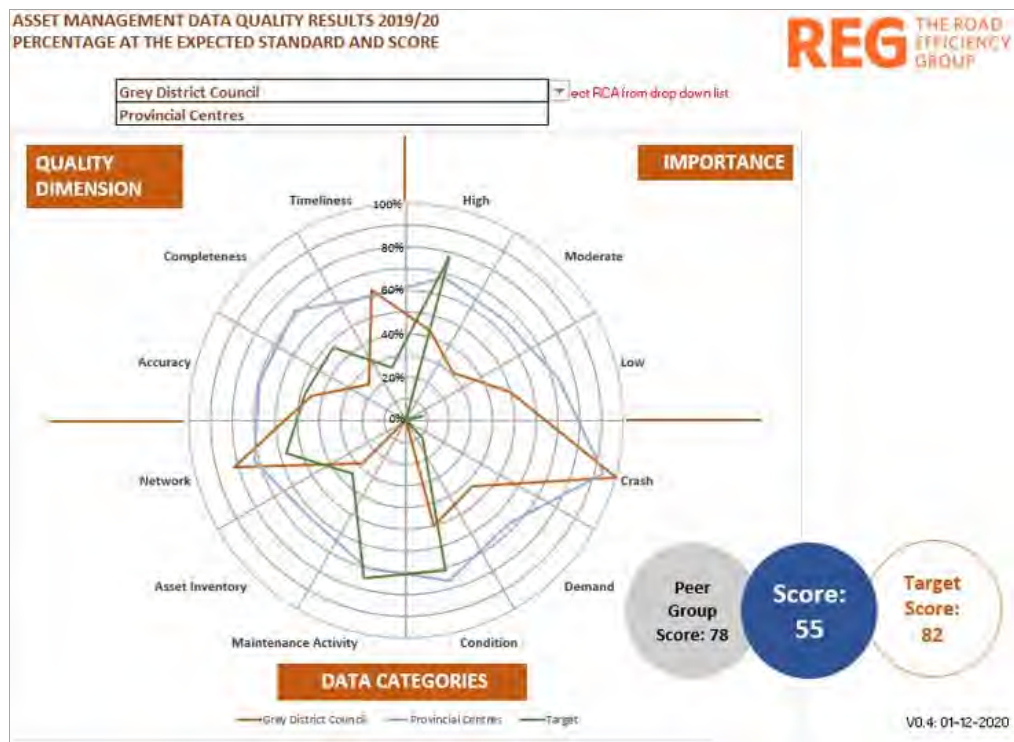 ASSET MANAGEMENT DATA QUALITY RESULTS 2019/20
PERCENTAGE AT THE EXPECTED STANDARD AND SCORE
REG THE ROAD
EFFICIENCY
GROUP
Grey District Council
ect RCA from drop down list
Provincial Centres
QUALITY
DIMENSION
IMPORTANCE
Timeliness
100%
High
Completeness
80%
Moderate
60%
Accuracy
40%
Low
20%
0%
Network
Crash
Asset Inventory
Demand
Maintenance Activity
Condition
Peer
Group
Score: 78
Score:
55
Target
Score:
82
DATA CATEGORIES
Grey District Council
Provincial Centres
Target
V0.4: 01-12-2020